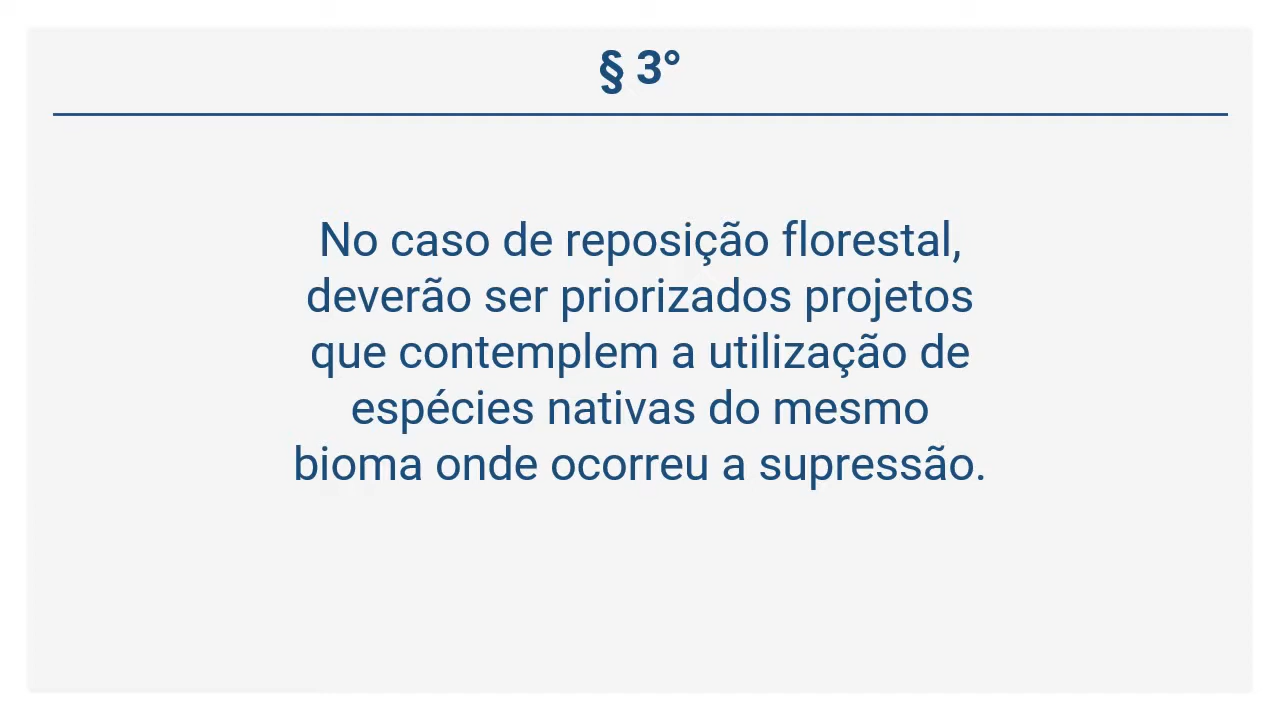 § 3°
No caso de reposição florestal,
deverão ser priorizados projetos
que contemplem a utilização de
espécies nativas do mesmo
bioma onde ocorreu a supressão.